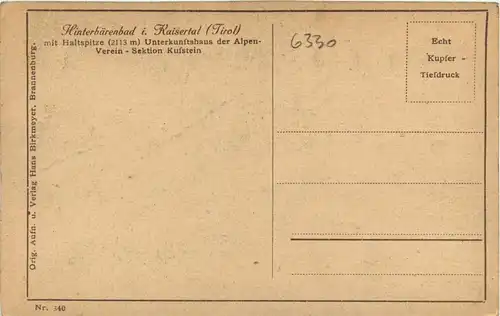 Hinterbärenbad i. Kaisertal (Tirol)
mit Haltspitze (2113 m) Unterkunftshaus der Alpen-
Verein - Sektion Kufstein
6330
Echt
Kupfer -
Tiefdruck
Orig. Aufn. u. Verlag Hans Birkmeyer, Brannenburg.
Nr. 340